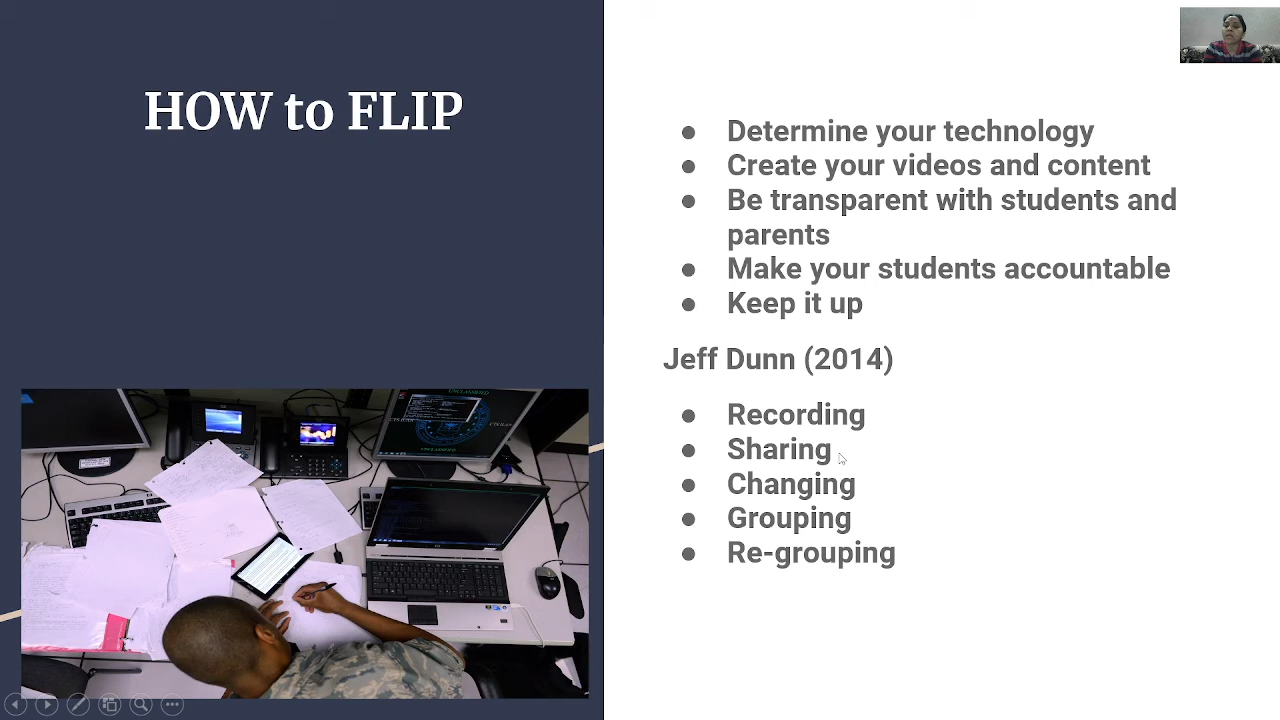 HOW to FLIP
● Determine your technology
● Create your videos and content
● Be transparent with students and
parents
● Make your students accountable
● Keep it up
Jeff Dunn (2014)
● Recording
● Sharing
● Changing
● Grouping
● Re-grouping
UNCLASSIFIED